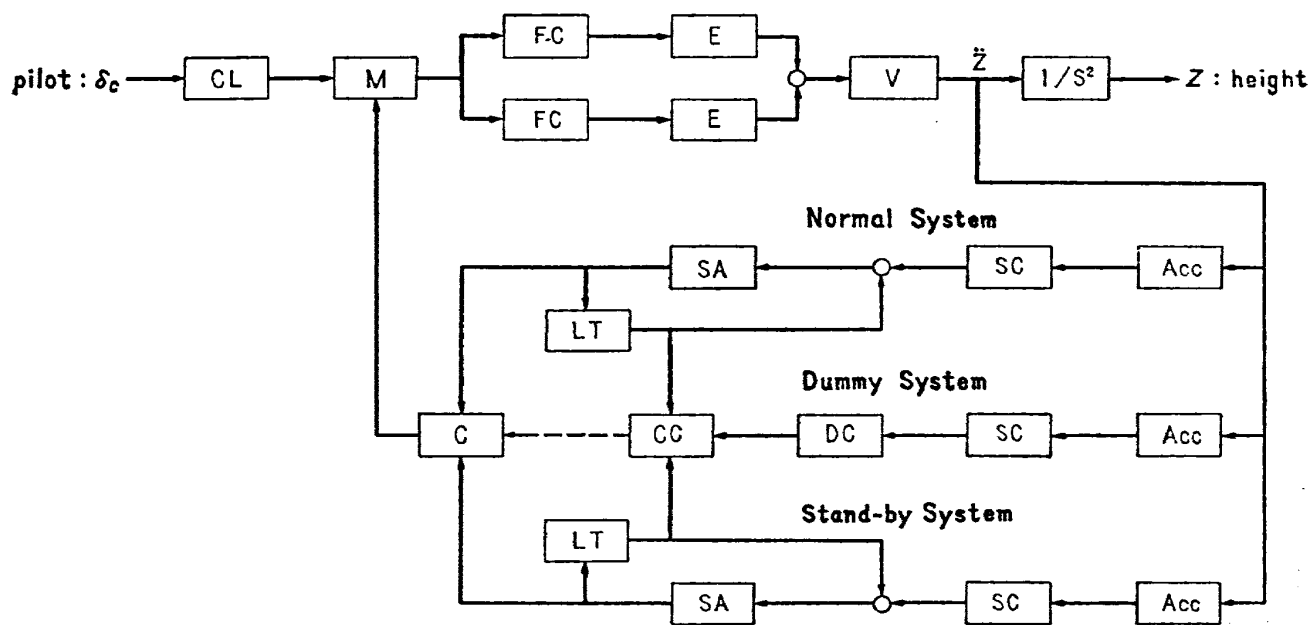 F-C E
Z̈
pilot : δc CL M V 1/S² Z : height
FC E
Normal System
SA SC Acc
LT
Dummy System
C CC DC SC Acc
Stand-by System
LT
SA SC Acc